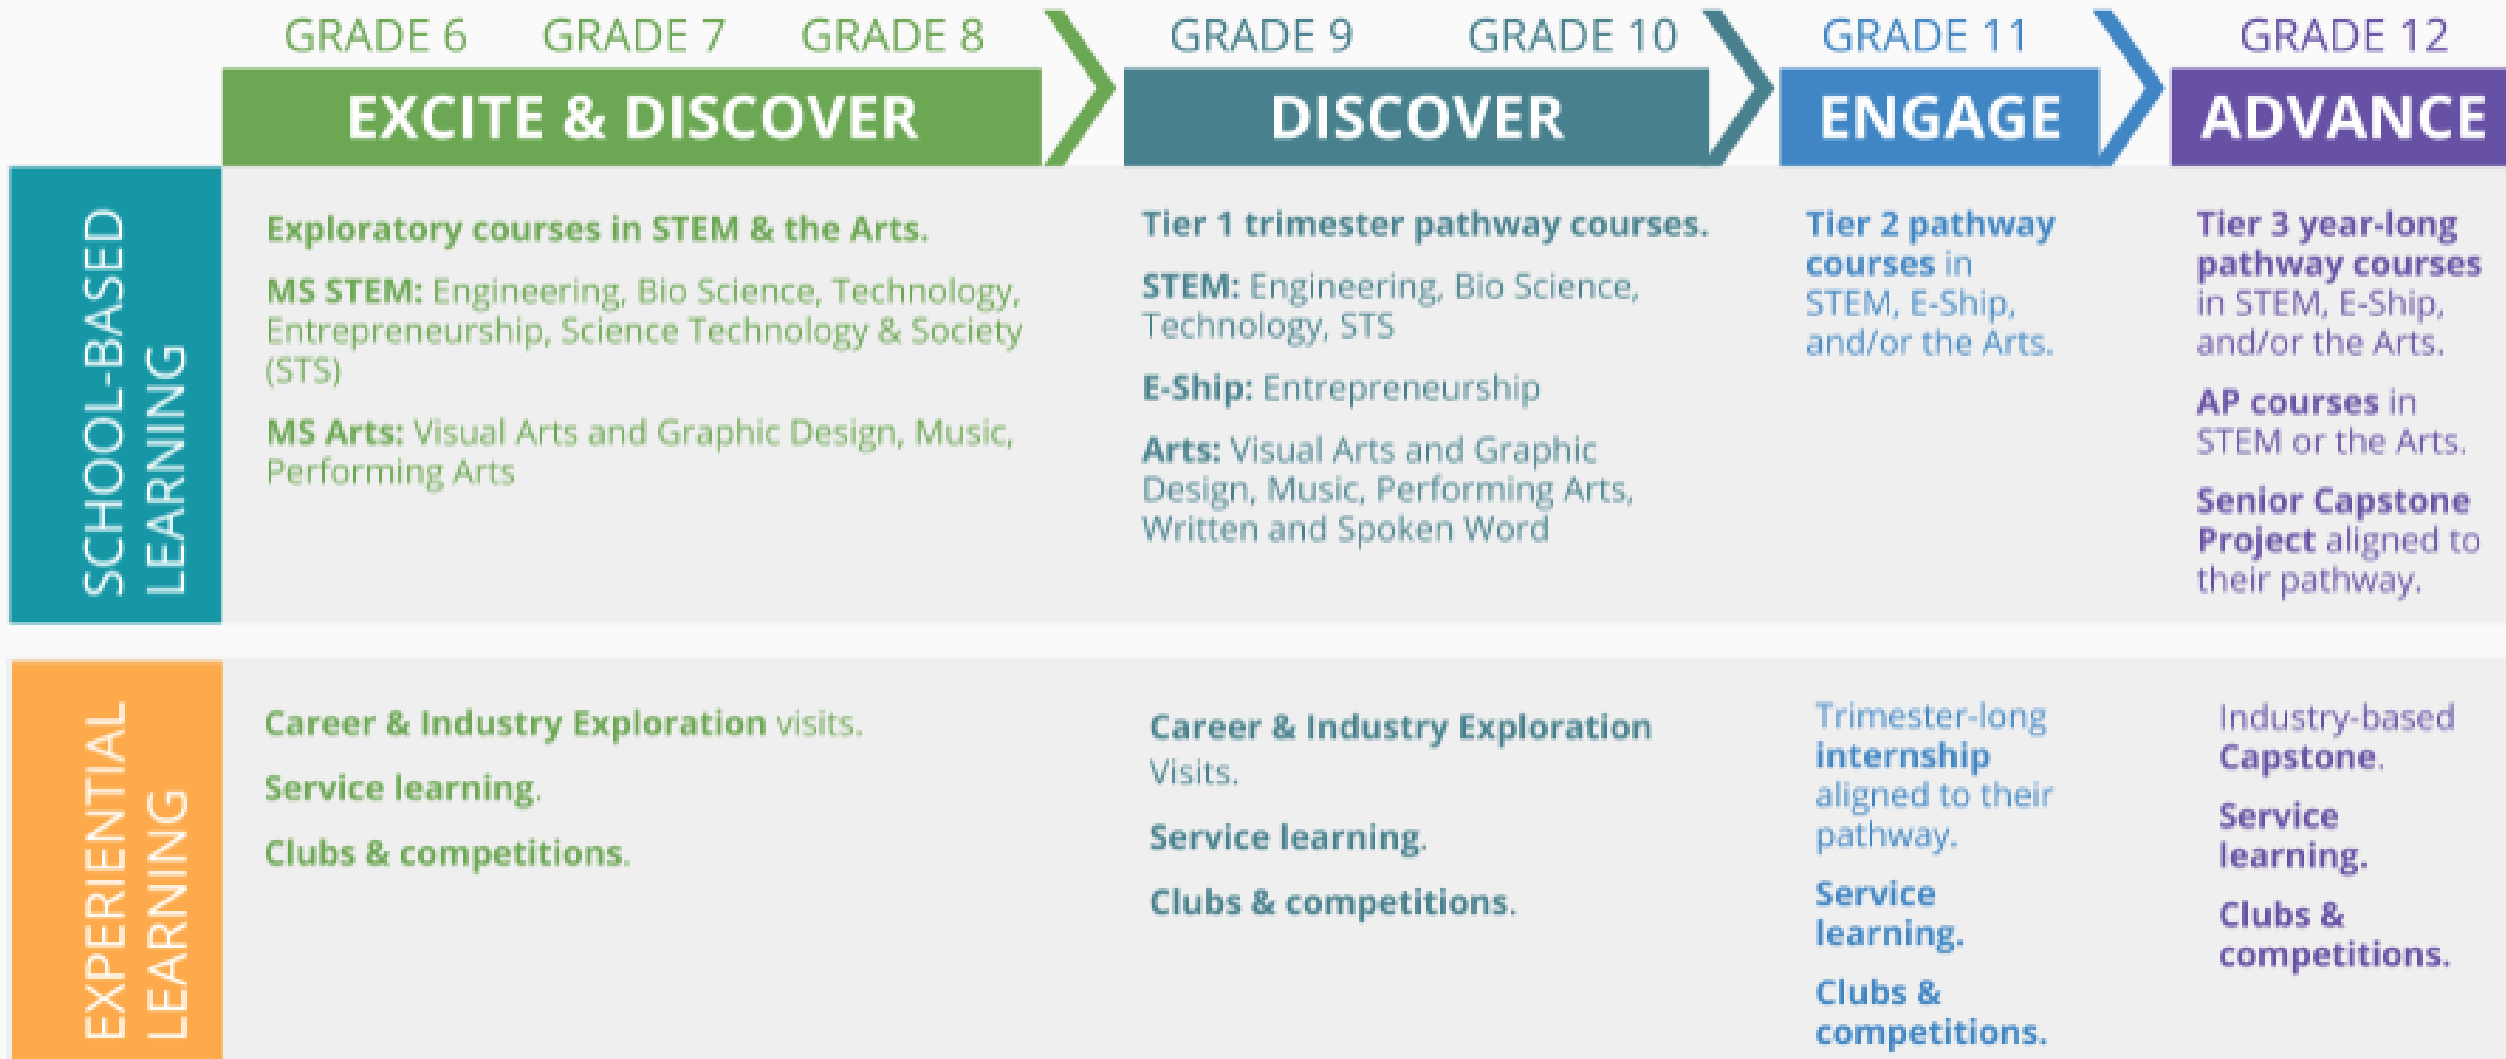 GRADE 6 GRADE 7 GRADE 8 GRADE 9 GRADE 10 GRADE 11 GRADE 12
EXCITE & DISCOVER DISCOVER ENGAGE ADVANCE
SCHOOL-BASED
LEARNING
Exploratory courses in STEM & the Arts.
MS STEM: Engineering, Bio Science, Technology,
Entrepreneurship, Science Technology & Society
(STS)
MS Arts: Visual Arts and Graphic Design, Music,
Performing Arts
Tier 1 trimester pathway courses.
STEM: Engineering, Bio Science,
Technology, STS
E-Ship: Entrepreneurship
Arts: Visual Arts and Graphic
Design, Music, Performing Arts,
Written and Spoken Word
Tier 2 pathway
courses in
STEM, E-Ship,
and/or the Arts.
Tier 3 year-long
pathway courses
in STEM, E-Ship,
and/or the Arts.
AP courses in
STEM or the Arts.
Senior Capstone
Project aligned to
their pathway.
EXPERIENTIAL
LEARNING
Career & Industry Exploration visits.
Service learning.
Clubs & competitions.
Career & Industry Exploration
Visits.
Service learning.
Clubs & competitions.
Trimester-long
internship
aligned to their
pathway.
Service
learning.
Clubs &
competitions.
Industry-based
Capstone.
Service
learning.
Clubs &
competitions.